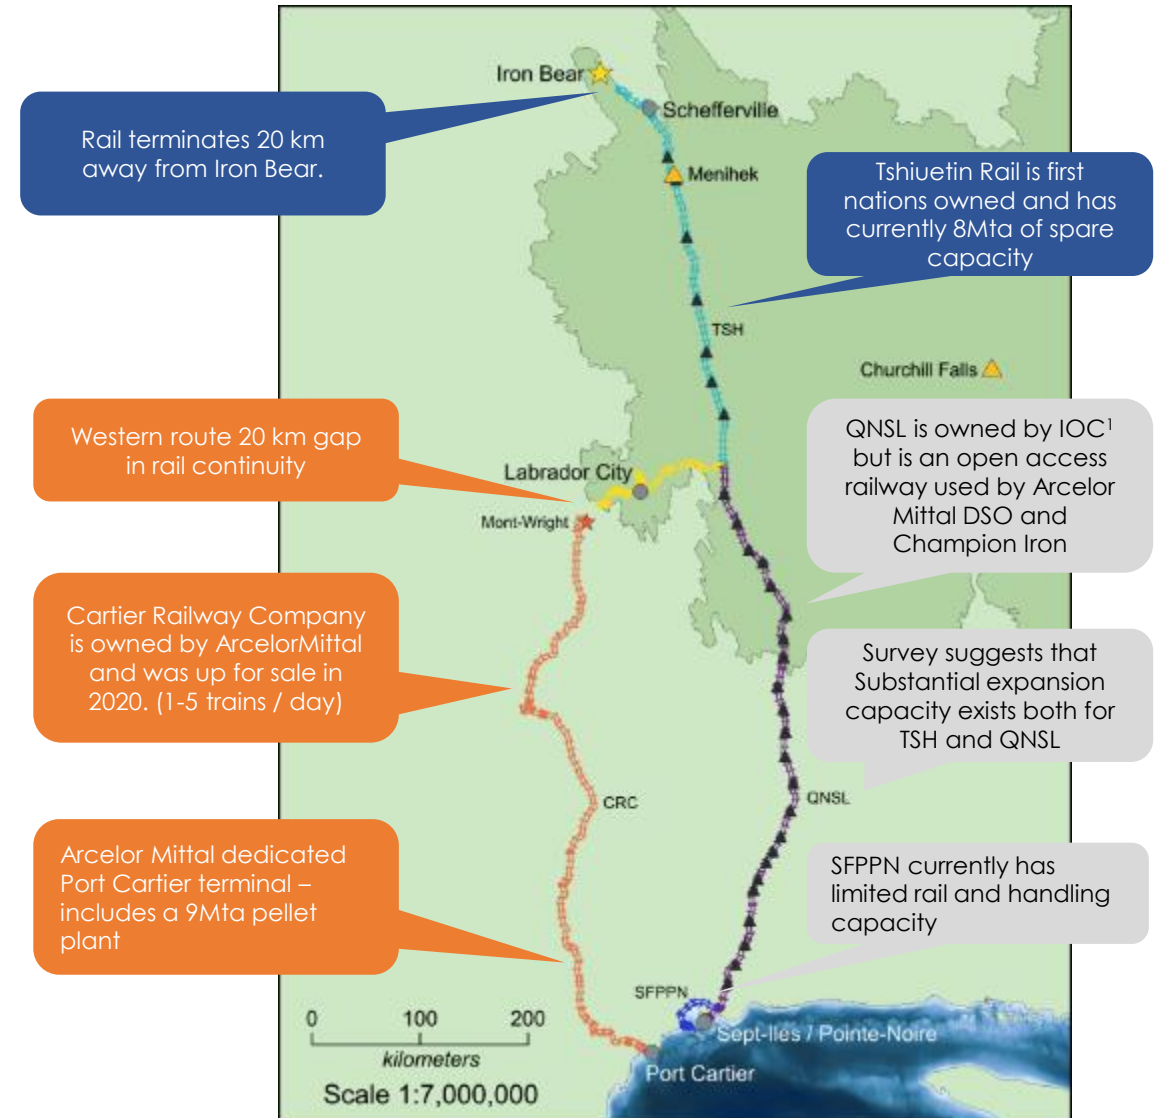 Iron Bear
Schefferville
Rail terminates 20 km
away from Iron Bear.
Menihek
Tshiuetin Rail is first
nations owned and has
currently 8Mta of spare
capacity
TSH
Churchill Falls
Western route 20 km gap
in rail continuity
QNSL is owned by IOC¹
but is an open access
railway used by Arcelor
Mittal DSO and
Champion Iron
Labrador City
Mont-Wright
Cartier Railway Company
is owned by ArcelorMittal
and was up for sale in
2020. (1-5 trains / day)
Survey suggests that
Substantial expansion
capacity exists both for
TSH and QNSL
CRC
QNSL
Arcelor Mittal dedicated
Port Cartier terminal –
includes a 9Mta pellet
plant
SFPPN currently has
limited rail and handling
capacity
SFPPN
0 100 200
kilometers
Scale 1:7,000,000
Sept-Iles / Pointe-Noire
Port Cartier